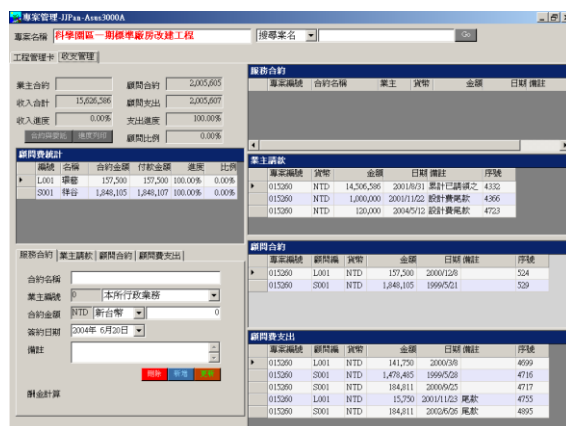 專案管理-JJPan-Asus3000A
專案名稱 科學園區一期標準廠房改建工程 搜尋案名 Go
工程管理卡 收支管理
業主合約 顧問合約 2,005,605
收入合計 15,626,586 顧問支出 2,005,607
收入進度 0.00% 支出進度 100.00%
進度列印 顧問比例 0.00%
顧問費統計
編號 名稱 合約金額 付款金額 進度 比例
L001 環藝 157,500 157,500 100.00% 0.00%
S001 祥谷 1,848,105 1,848,107 100.00% 0.00%
服務合約 業主請款 顧問合約 顧問費支出
合約名稱
業主編號 0 本所行政業務
合約金額 NTD 新台幣 0
簽約日期 2004年 6月20日
備註
刪除 新增 更新
酬金計算
服務合約
專案編號 合約名稱 業主 貨幣 金額 日期 備註
業主請款
專案編號 貨幣 金額 日期 備註 序號
015260 NTD 14,506,586 2001/8/31 累計已請領之 4332
015260 NTD 1,000,000 2001/11/22 設計費尾款 4366
015260 NTD 120,000 2004/5/12 設計費尾款 4723
顧問合約
專案編號 顧問編 貨幣 金額 日期 備註 序號
015260 L001 NTD 157,500 2000/12/8 524
015260 S001 NTD 1,848,105 1999/5/21 529
顧問費支出
專案編號 顧問編 貨幣 金額 日期 備註 序號
015260 L001 NTD 141,750 2000/3/8 4699
015260 S001 NTD 1,478,485 1999/5/28 4716
015260 S001 NTD 184,811 2000/9/25 4717
015260 L001 NTD 15,750 2001/11/23 尾款 4755
015260 S001 NTD 184,811 2002/6/26 尾款 4895